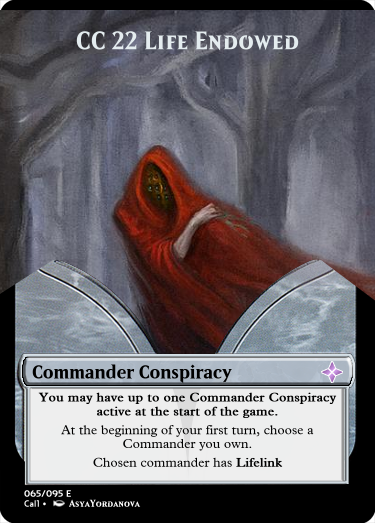 CC 22 Life Endowed
Commander Conspiracy
You may have up to one Commander Conspiracy
active at the start of the game.
At the beginning of your first turn, choose a
Commander you own.
Chosen commander has Lifelink
065/095 E
Call • AsyaYordanova